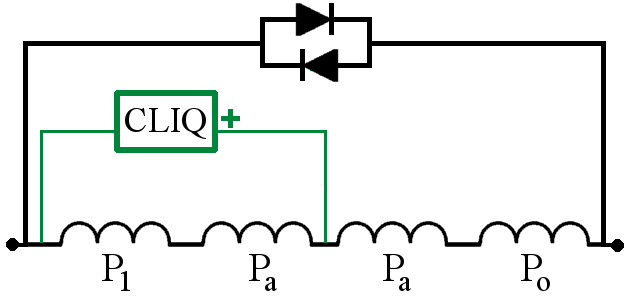 CLIQ +
P₁ Pₐ Pₐ Pₒ